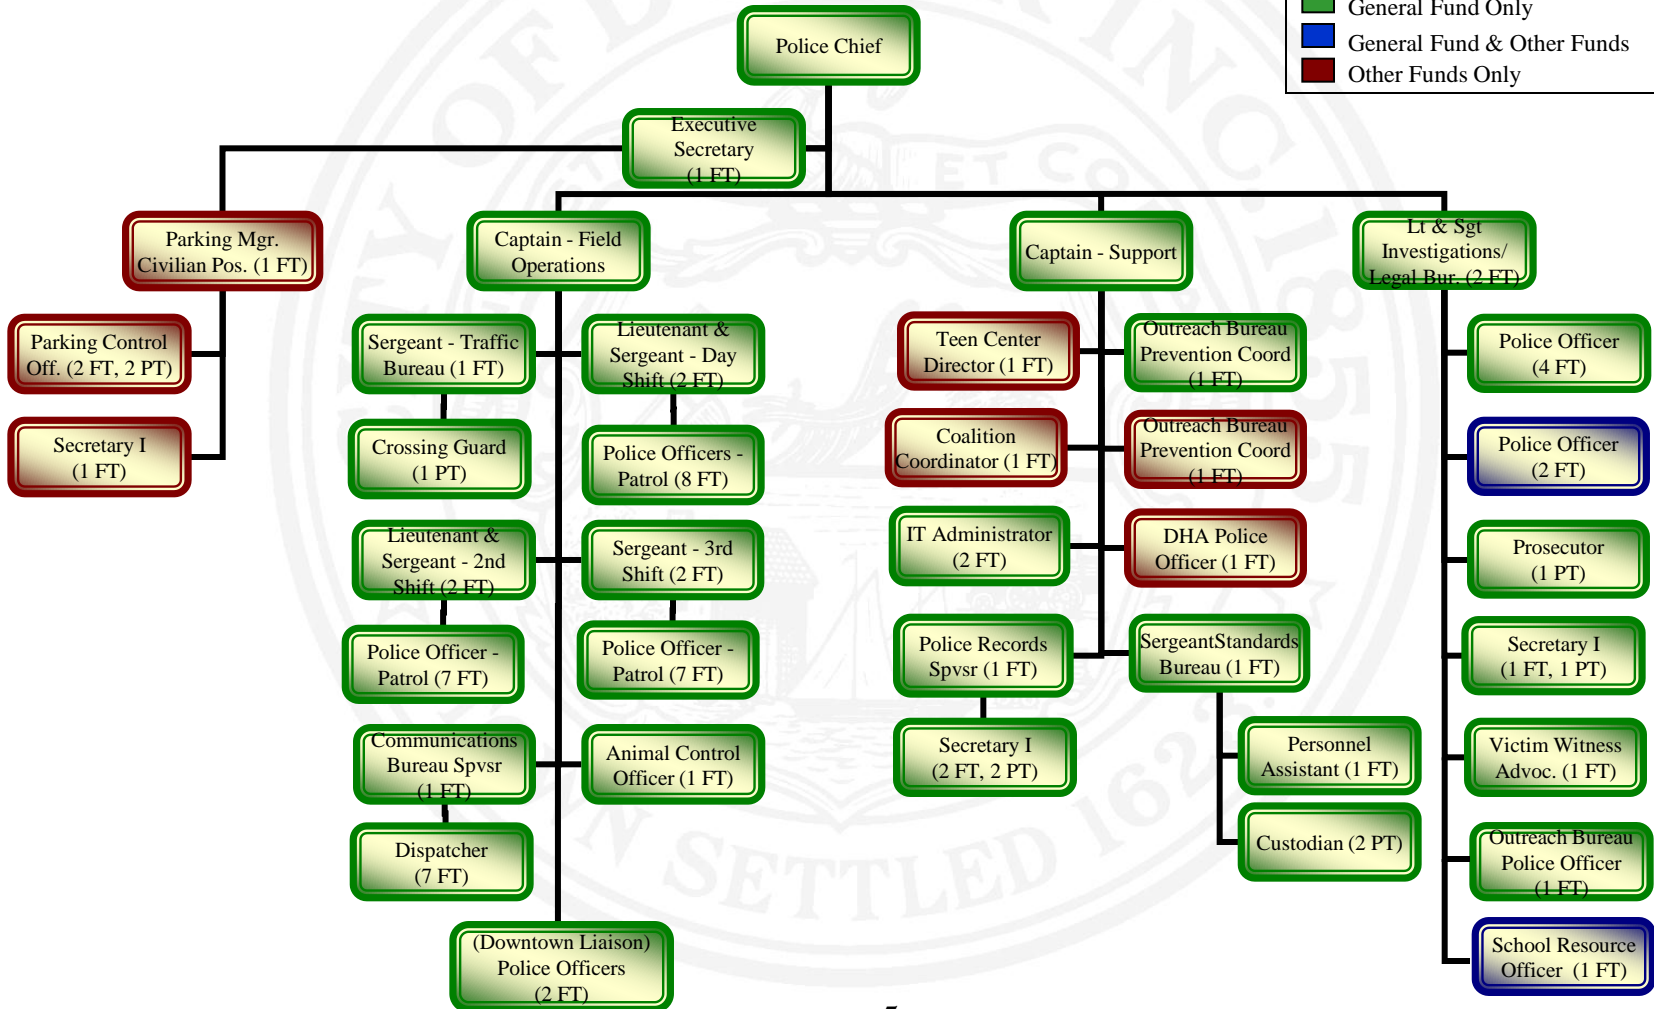 General Fund Only
General Fund & Other Funds
Other Funds Only
Police Chief
Executive
Secretary
(1 FT)
Parking Mgr.
Civilian Pos. (1 FT)
Captain - Field
Operations
Captain - Support
Lt & Sgt
Investigations/
Legal Bur. (2 FT)
Parking Control
Off. (2 FT, 2 PT)
Secretary I
(1 FT)
Sergeant - Traffic
Bureau (1 FT)
Lieutenant &
Sergeant - Day
Shift (2 FT)
Crossing Guard
(1 PT)
Police Officers -
Patrol (8 FT)
Lieutenant &
Sergeant - 2nd
Shift (2 FT)
Sergeant - 3rd
Shift (2 FT)
Police Officer -
Patrol (7 FT)
Police Officer -
Patrol (7 FT)
Communications
Bureau Spvsr
(1 FT)
Animal Control
Officer (1 FT)
Dispatcher
(7 FT)
(Downtown Liaison)
Police Officers
(2 FT)
Teen Center
Director (1 FT)
Outreach Bureau
Prevention Coord
(1 FT)
Coalition
Coordinator (1 FT)
Outreach Bureau
Prevention Coord
(1 FT)
IT Administrator
(2 FT)
DHA Police
Officer (1 FT)
Police Records
Spvsr (1 FT)
SergeantStandards
Bureau (1 FT)
Secretary I
(2 FT, 2 PT)
Personnel
Assistant (1 FT)
Custodian (2 PT)
Police Officer
(4 FT)
Police Officer
(2 FT)
Prosecutor
(1 PT)
Secretary I
(1 FT, 1 PT)
Victim Witness
Advoc. (1 FT)
Outreach Bureau
Police Officer
(1 FT)
School Resource
Officer (1 FT)